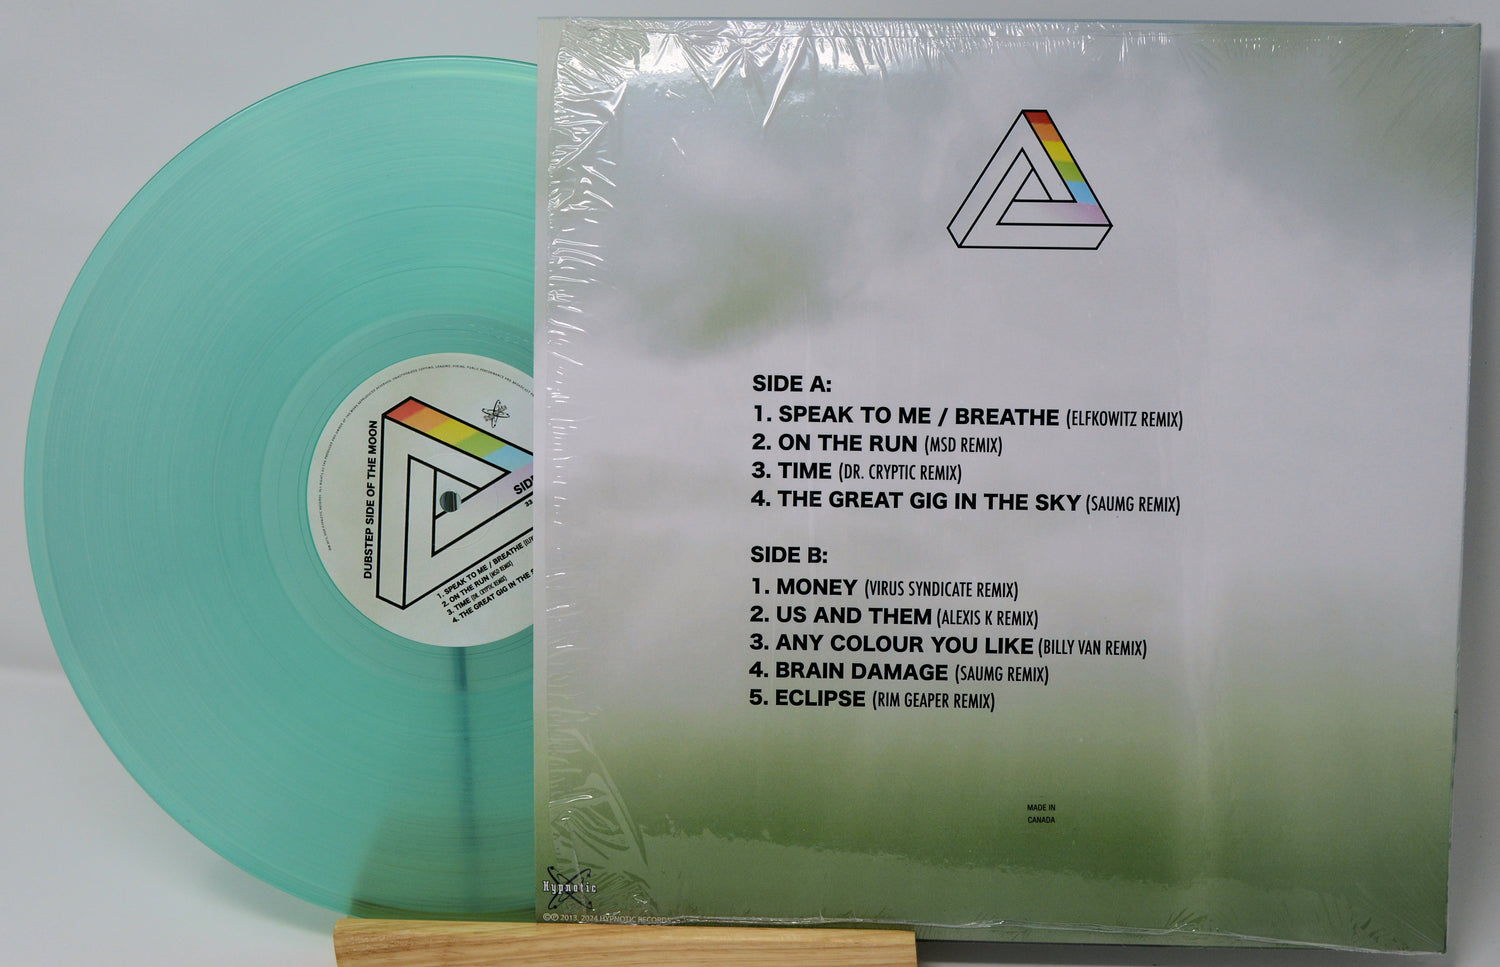 SIDE A:
1. SPEAK TO ME / BREATHE (ELFKOWITZ REMIX)
2. ON THE RUN (MSD REMIX)
3. TIME (DR. CRYPTIC REMIX)
4. THE GREAT GIG IN THE SKY (SAUMG REMIX)
SIDE B:
1. MONEY (VIRUS SYNDICATE REMIX)
2. US AND THEM (ALEXIS K REMIX)
3. ANY COLOUR YOU LIKE (BILLY VAN REMIX)
4. BRAIN DAMAGE (SAUMG REMIX)
5. ECLIPSE (RIM GEAPER REMIX)
MADE IN
CANADA
Hypnotic
©℗ 2013, 2024 HYPNOTIC RECORDS
DUBSTEP SIDE OF THE MOON
SIDE
33
1. SPEAK TO ME / BREATHE
2. ON THE RUN (MSD REMIX)
3. TIME (DR. CRYPTIC REMIX)
4. THE GREAT GIG IN THE